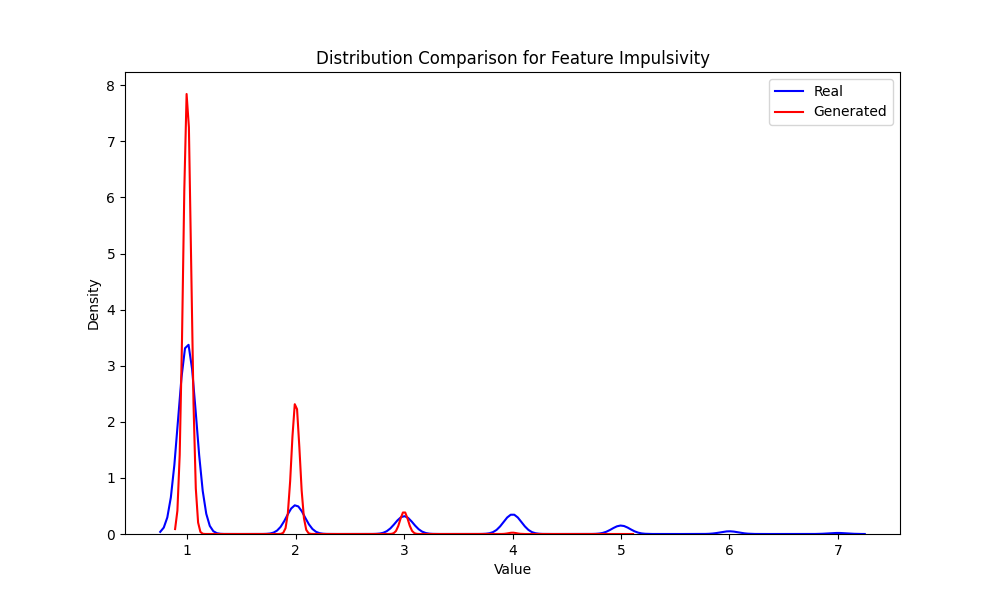 Distribution Comparison for Feature Impulsivity
Real
Generated
Density
8
7
6
5
4
3
2
1
0
1 2 3 4 5 6 7
Value